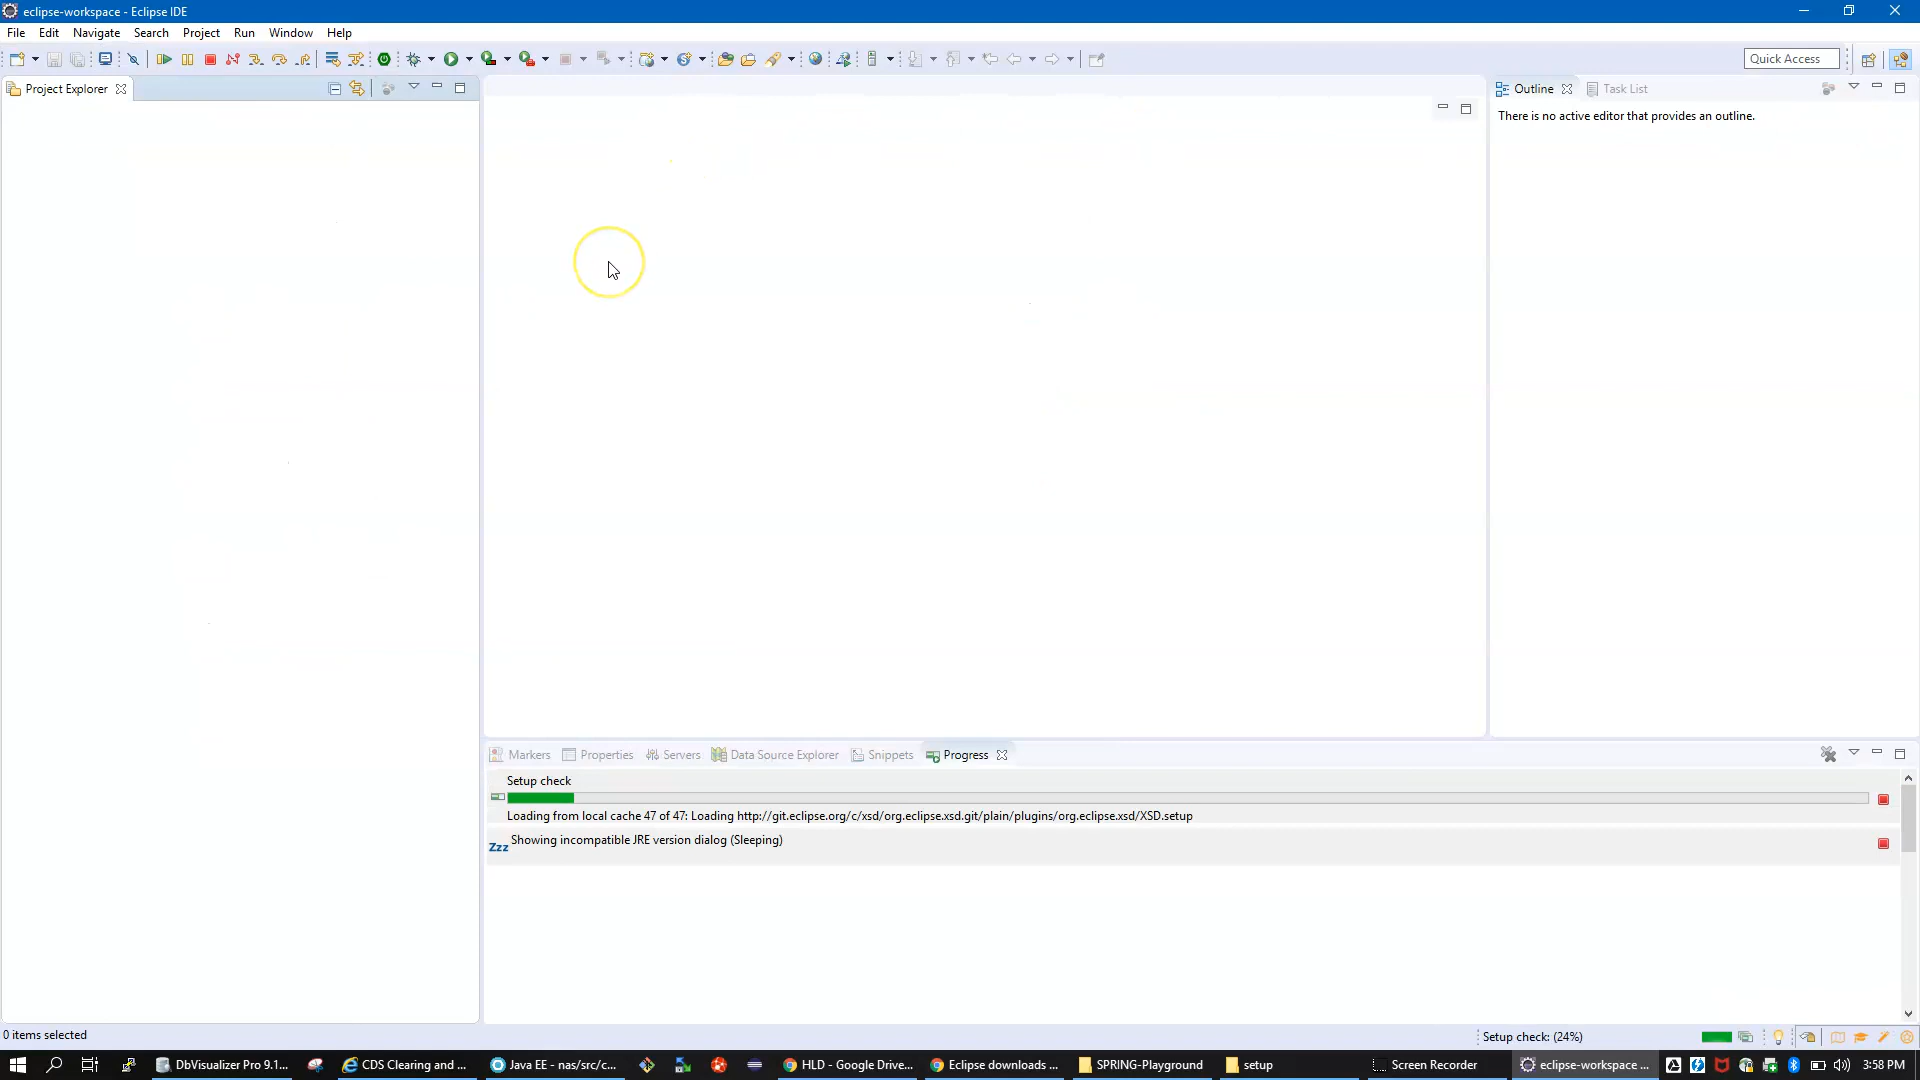 eclipse-workspace - Eclipse IDE
File Edit Navigate Search Project Run Window Help
Quick Access
Project Explorer
Outline Task List
There is no active editor that provides an outline.
Markers Properties Servers Data Source Explorer Snippets Progress
Setup check
Loading from local cache 47 of 47: Loading http://git.eclipse.org/c/xsd/org.eclipse.xsd.git/plain/plugins/org.eclipse.xsd/XSD.setup
Zzz Showing incompatible JRE version dialog (Sleeping)
0 items selected
Setup check: (24%)
DbVisualizer Pro 9.1... CDS Clearing and ... Java EE - nas/src/c... HLD - Google Drive... Eclipse downloads ... SPRING-Playground setup Screen Recorder eclipse-workspace ... 3:58 PM